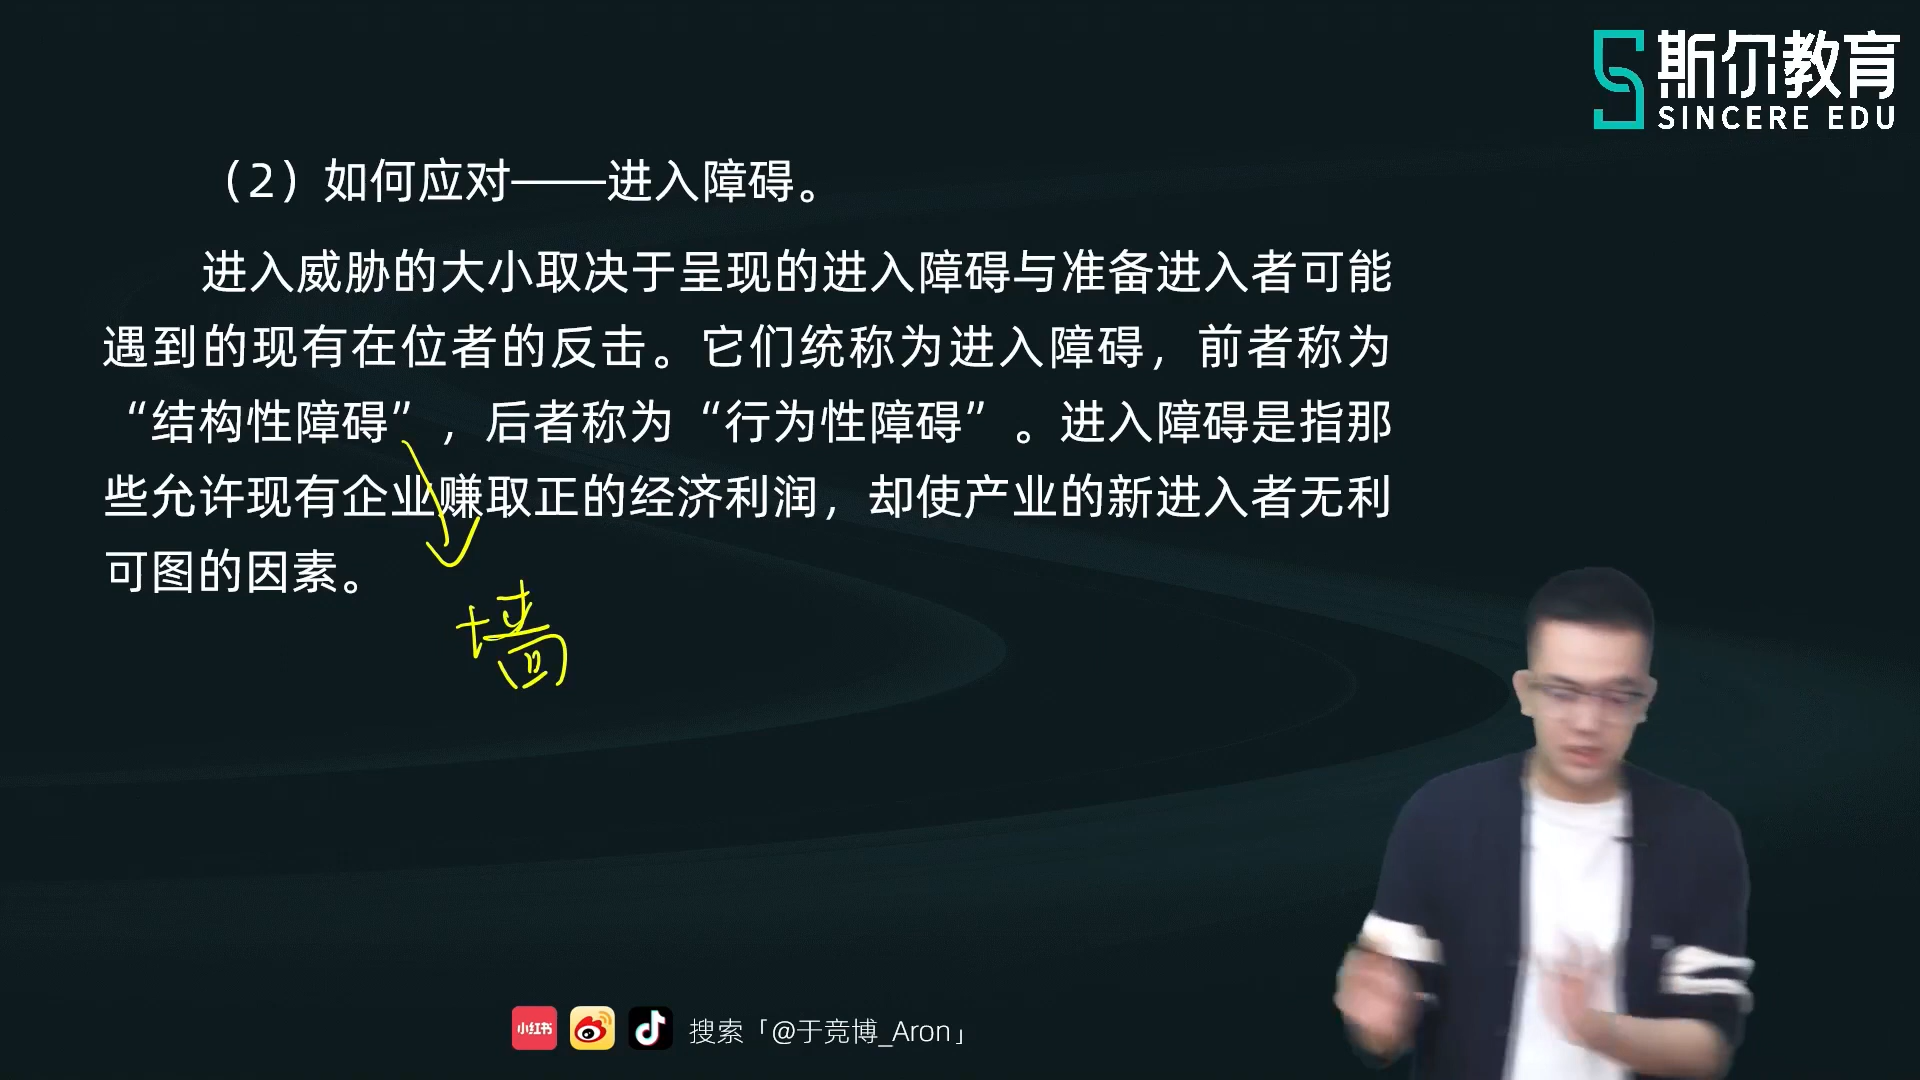 斯尔教育
SINCERE EDU
（2）如何应对——进入障碍。
进入威胁的大小取决于呈现的进入障碍与准备进入者可能
遇到的现有在位者的反击。它们统称为进入障碍，前者称为
“结构性障碍”，后者称为“行为性障碍”。进入障碍是指那
些允许现有企业赚取正的经济利润，却使产业的新进入者无利
可图的因素。
墙
小红书
搜索「@于竞博_Aron」